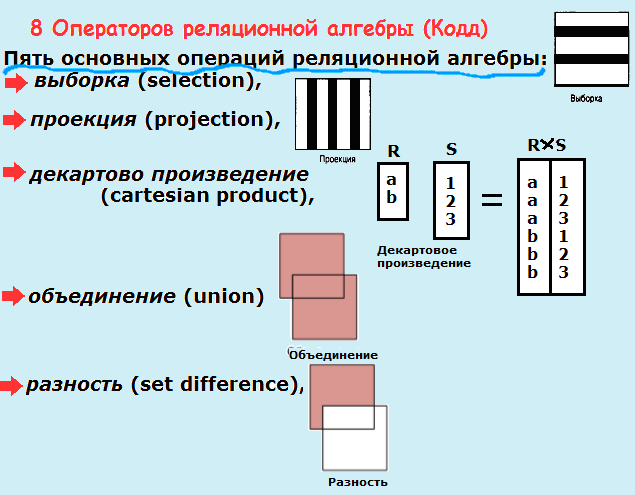 8 Операторов реляционной алгебры (Кодд)
Пять основных операций реляционной алгебры:
выборка (selection),
Выборка
проекция (projection),
Проекция
декартово произведение
(cartesian product),
R
S
R×S
a
b
1
2
3
=
a 1
a 2
a 3
b 1
b 2
b 3
Декартовое
произведение
объединение (union)
Объединение
разность (set difference),
Разность